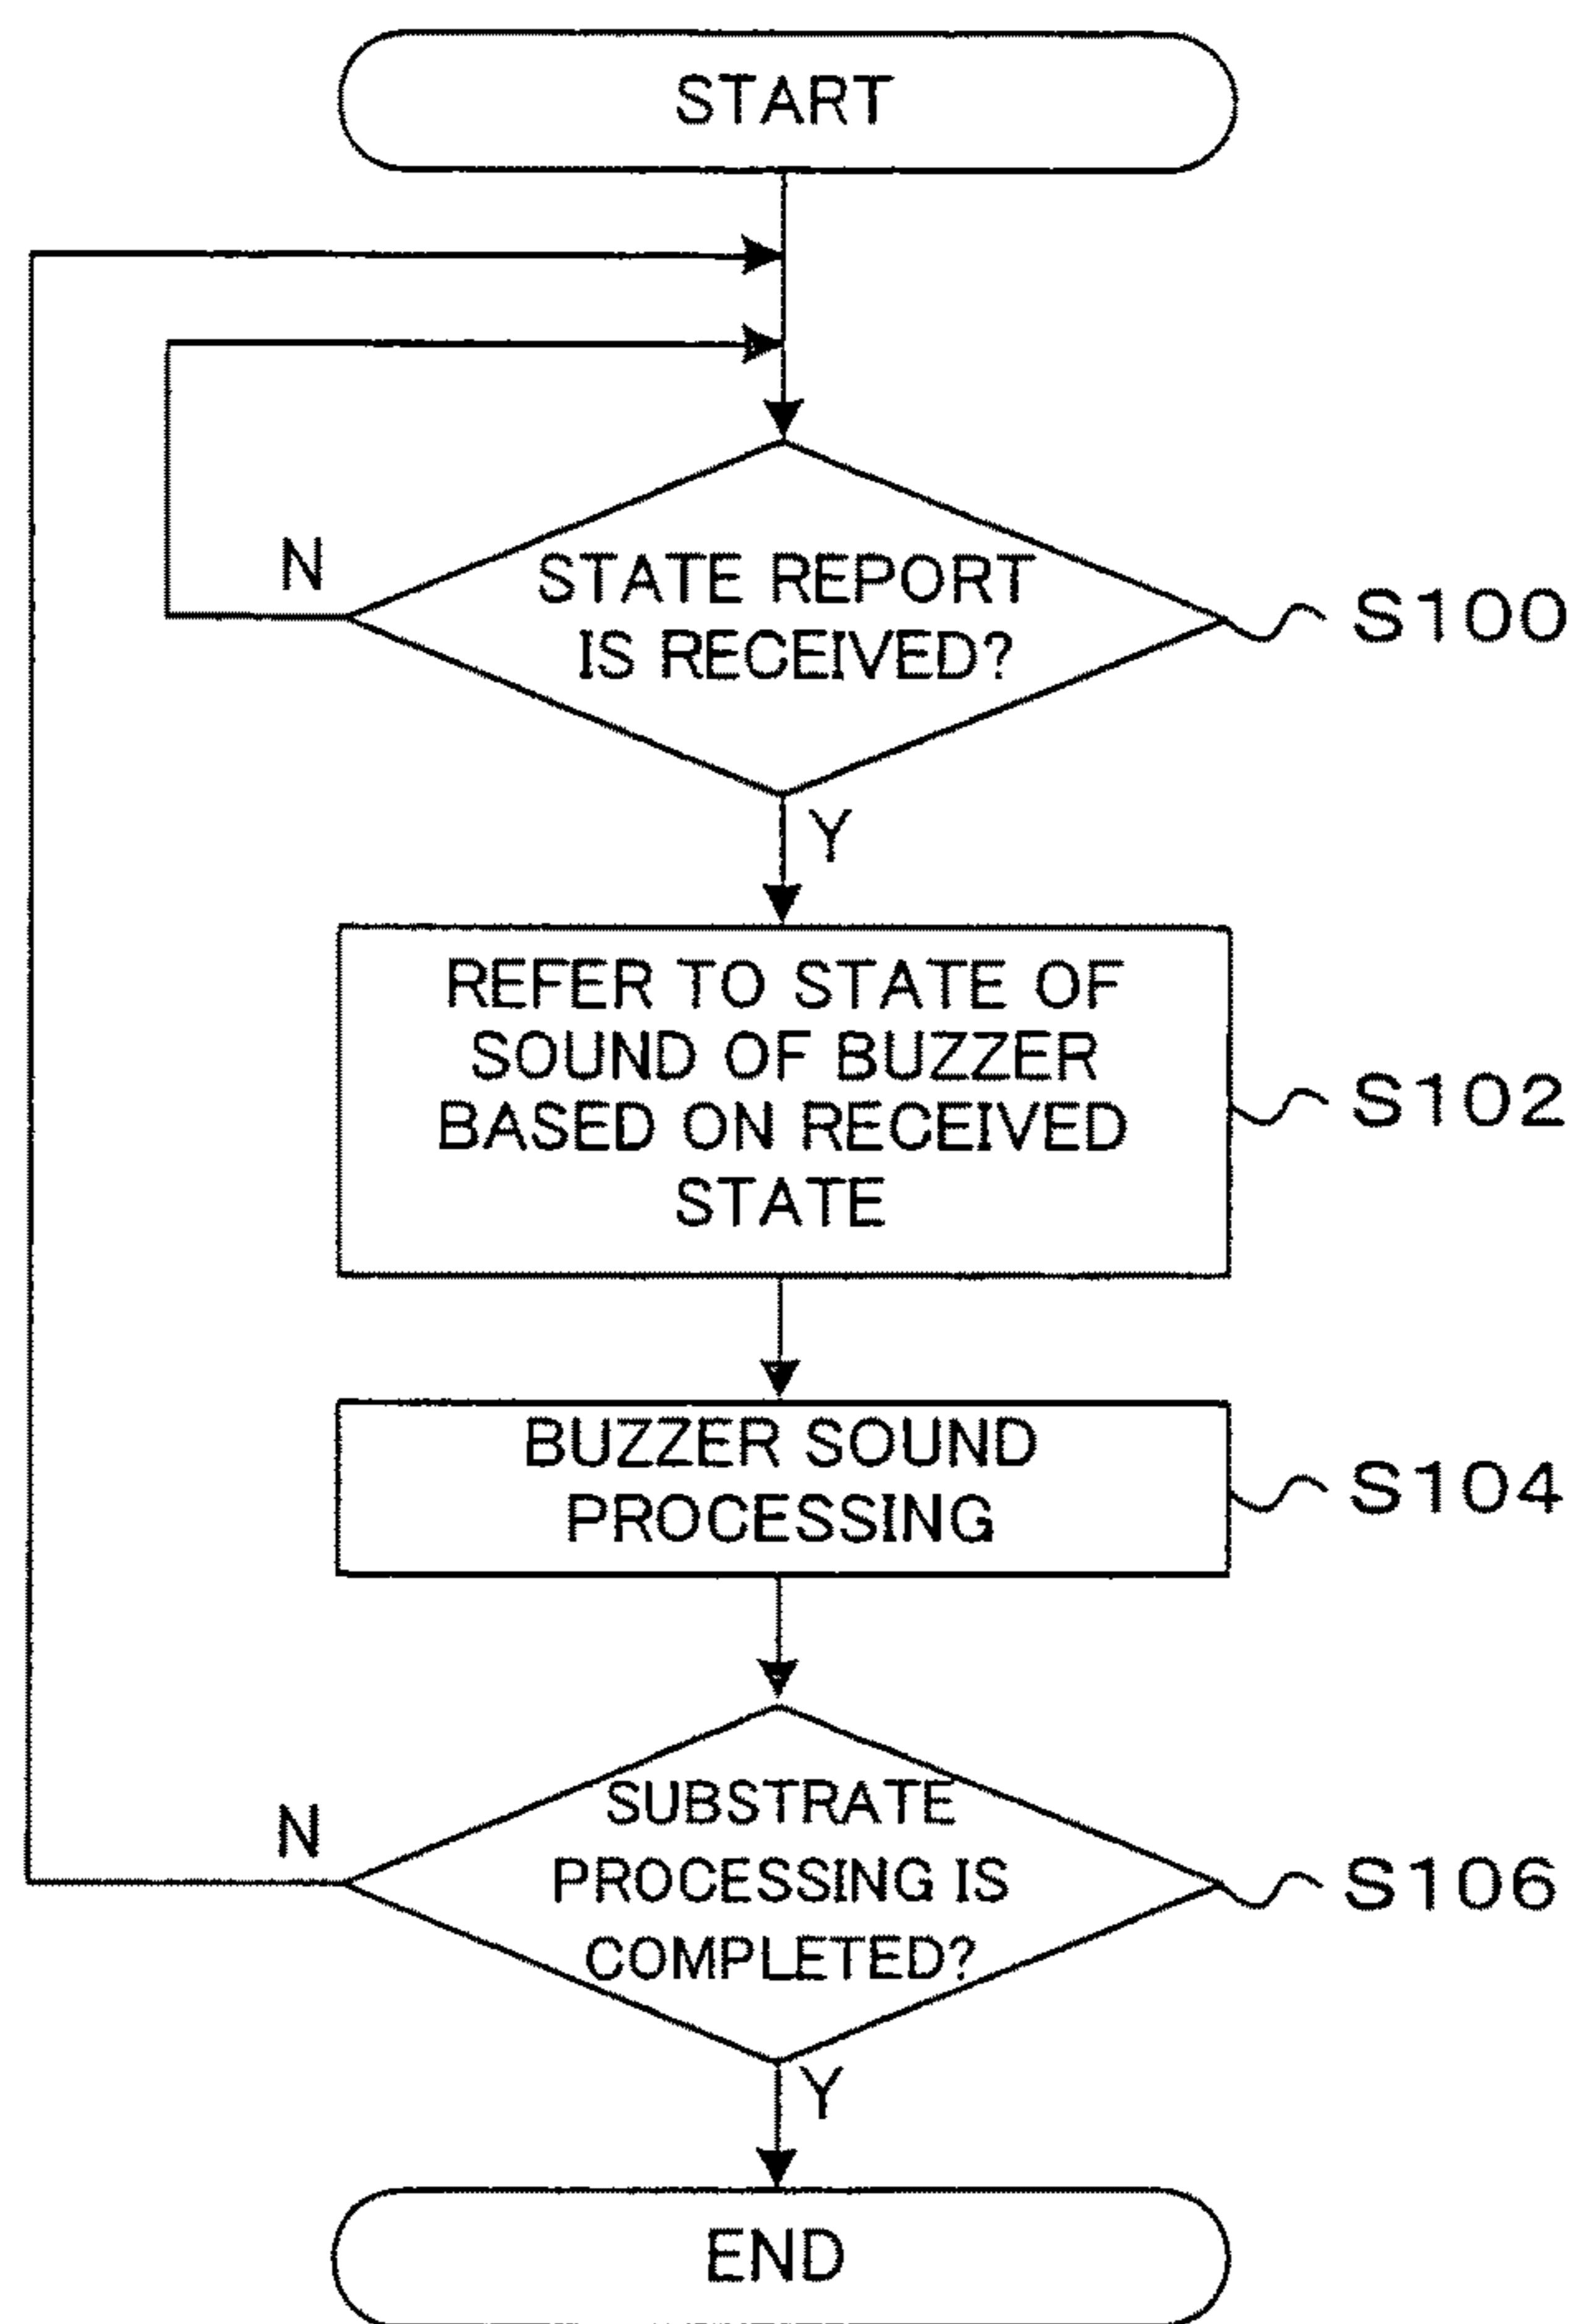 START
N
STATE REPORT
IS RECEIVED?
S100
Y
REFER TO STATE OF
SOUND OF BUZZER
BASED ON RECEIVED
STATE
S102
BUZZER SOUND
PROCESSING
S104
N
SUBSTRATE
PROCESSING IS
COMPLETED?
S106
Y
END